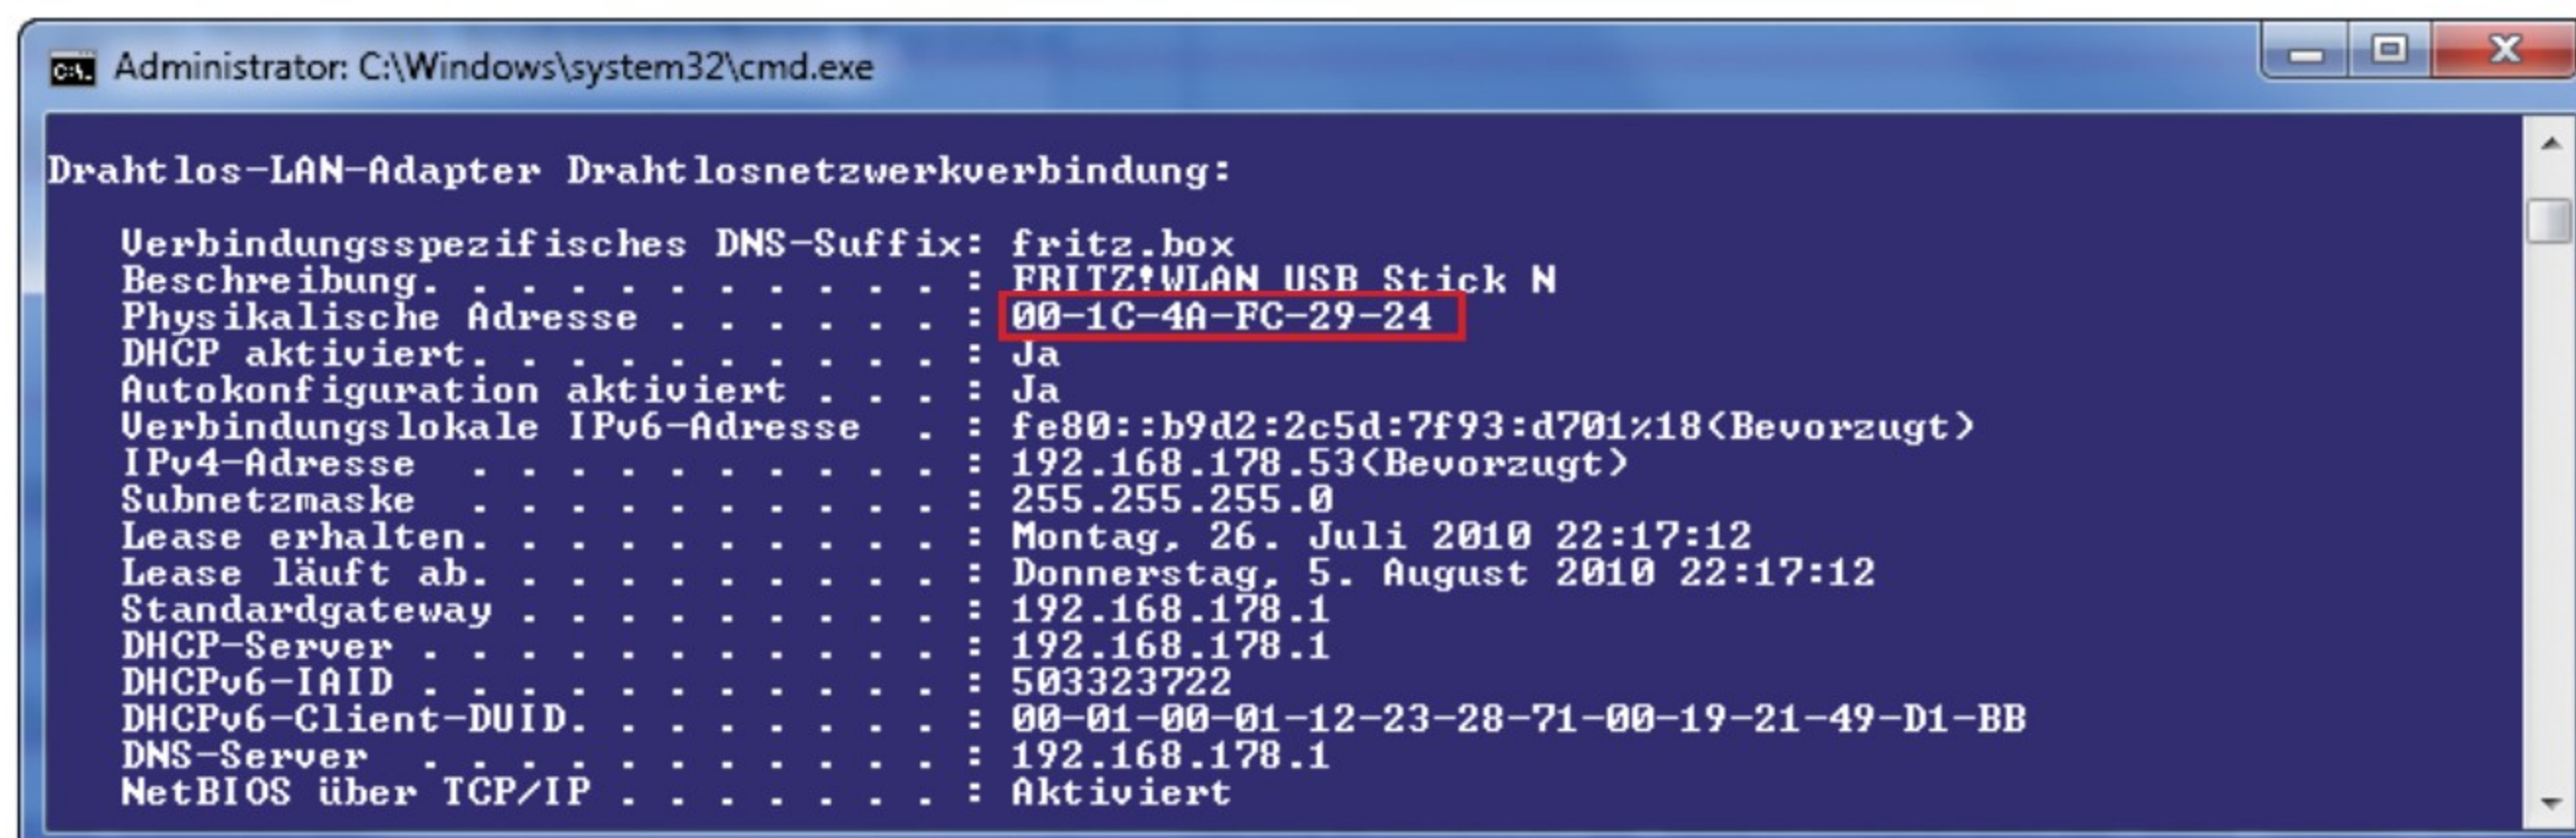 Administrator: C:\Windows\system32\cmd.exe
Drahtlos-LAN-Adapter Drahtlosnetzwerkverbindung:
Verbindungsspezifisches DNS-Suffix: fritz.box
Beschreibung. . . . . . . . . . . : FRITZ!WLAN USB Stick N
Physikalische Adresse . . . . . . : 00-1C-4A-FC-29-24
DHCP aktiviert. . . . . . . . . . : Ja
Autokonfiguration aktiviert . . . : Ja
Verbindungslokale IPv6-Adresse  . : fe80::b9d2:2c5d:7f93:d701%18(Bevorzugt)
IPv4-Adresse  . . . . . . . . . . : 192.168.178.53(Bevorzugt)
Subnetzmaske  . . . . . . . . . . : 255.255.255.0
Lease erhalten. . . . . . . . . . : Montag, 26. Juli 2010 22:17:12
Lease läuft ab. . . . . . . . . . : Donnerstag, 5. August 2010 22:17:12
Standardgateway . . . . . . . . . : 192.168.178.1
DHCP-Server . . . . . . . . . . . : 192.168.178.1
DHCPv6-IAID . . . . . . . . . . . : 503323722
DHCPv6-Client-DUID. . . . . . . . : 00-01-00-01-12-23-28-71-00-19-21-49-D1-BB
DNS-Server  . . . . . . . . . . . : 192.168.178.1
NetBIOS über TCP/IP . . . . . . . : Aktiviert